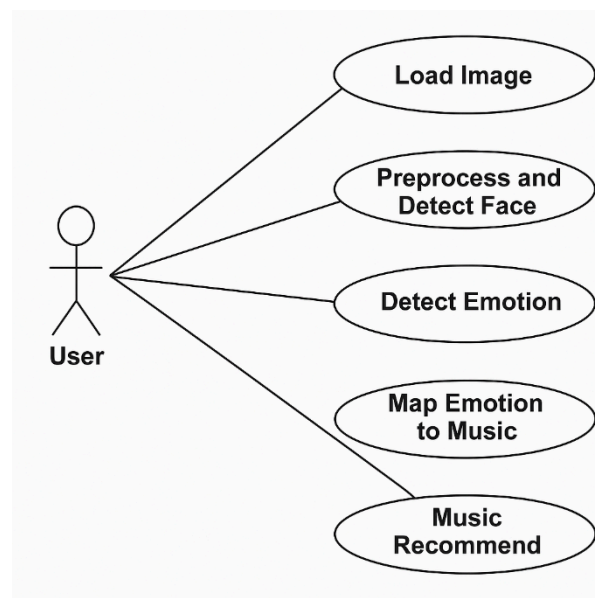 Load Image
Preprocess and
Detect Face
Detect Emotion
User
Map Emotion
to Music
Music
Recommend